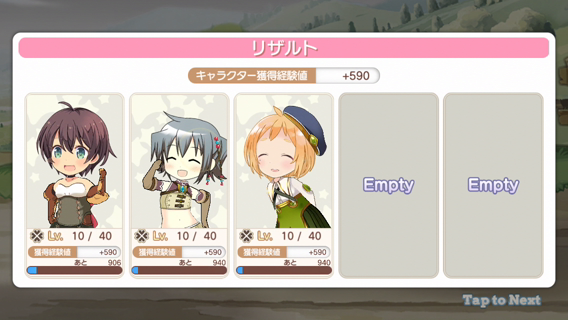 リザルト
キャラクター獲得経験値 +590
Lv. 10 / 40
獲得経験値 +590
あと 906
Lv. 10 / 40
獲得経験値 +590
あと 940
Lv. 10 / 40
獲得経験値 +590
あと 940
Empty
Empty
Tap to Next